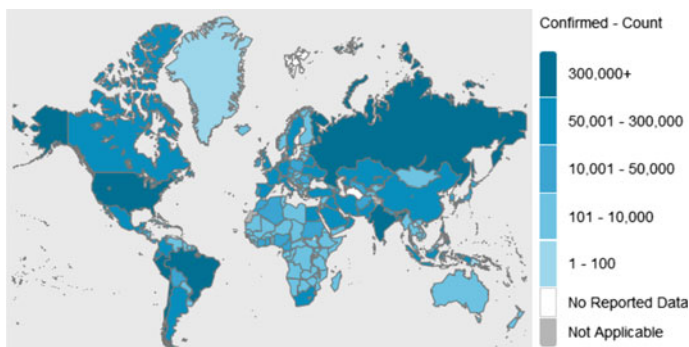 Confirmed - Count
300,000+
50,001 - 300,000
10,001 - 50,000
101 - 10,000
1 - 100
No Reported Data
Not Applicable